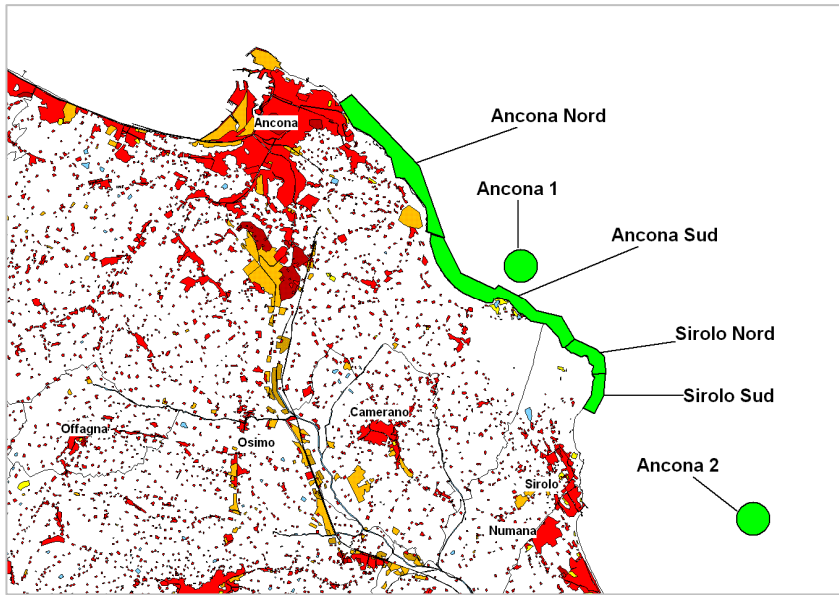 Ancona Nord
Ancona
Ancona 1
Ancona Sud
Sirolo Nord
Sirolo Sud
Camerano
Offagna
Osimo
Ancona 2
Sirolo
Numana